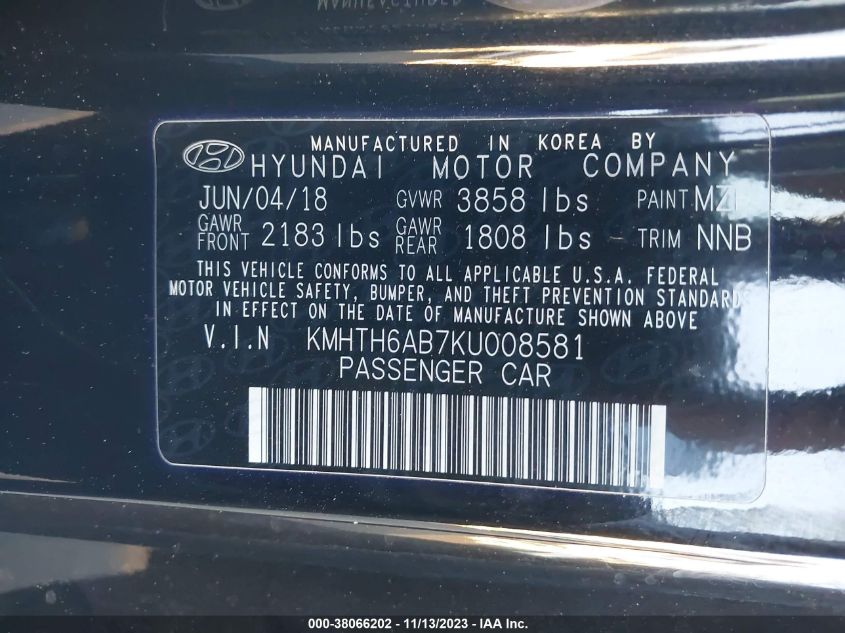 MANUFACTURED IN KOREA BY
HYUNDAI MOTOR COMPANY
JUN/04/18 GVWR 3858 lbs PAINT
GAWR FRONT 2183 lbs GAWR REAR 1808 lbs - TRIM NNB
THIS VEHICLE CONFORMS TO ALL APPLICABLE U.S.A. FEDERAL
MOTOR VEHICLE SAFETY, BUMPER, AND THEFT PREVENTION STANDARDS
IN EFFECT ON THE DATE OF MANUFACTURE SHOWN ABOVE
V.I.N KMHTH6AB7KU008581
PASSENGER CAR
000-38066202 - 11/13/2023 - IAA Inc.